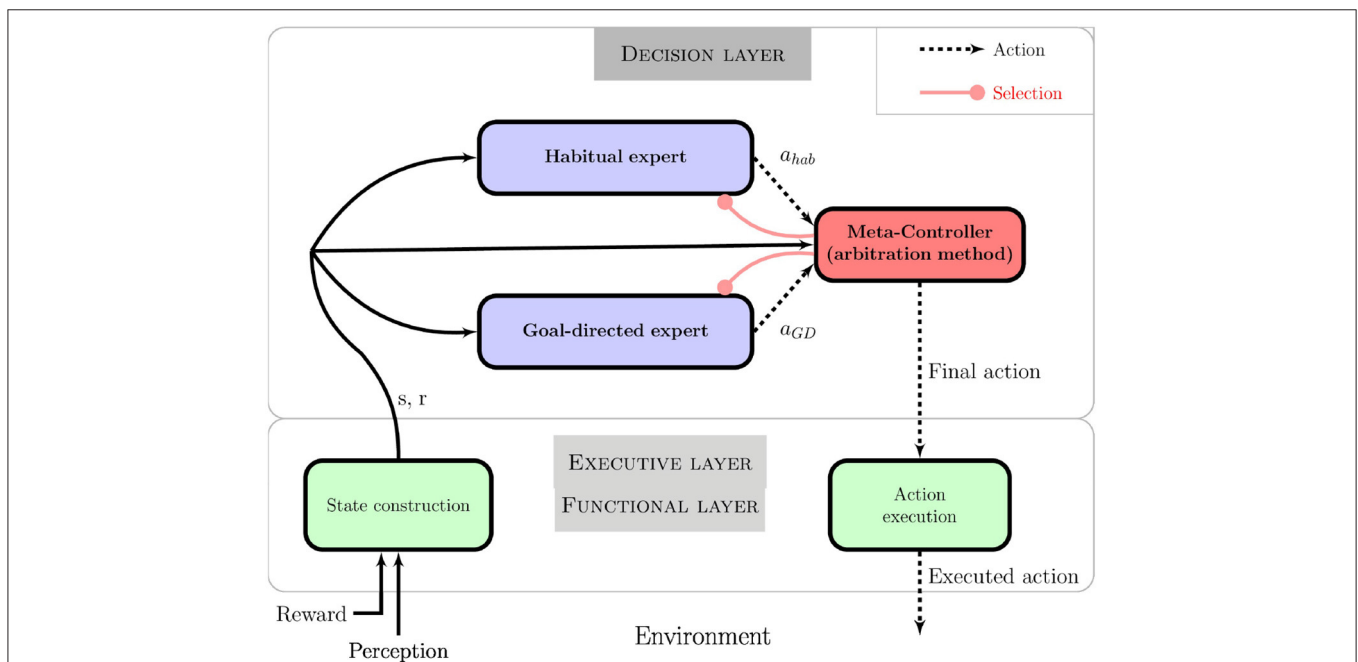 DECISION LAYER
Action
Selection
Habitual expert
a_hab
Meta-Controller
(arbitration method)
Goal-directed expert
a_GD
Final action
s, r
EXECUTIVE LAYER
FUNCTIONAL LAYER
State construction
Action
execution
Executed action
Reward
Perception
Environment